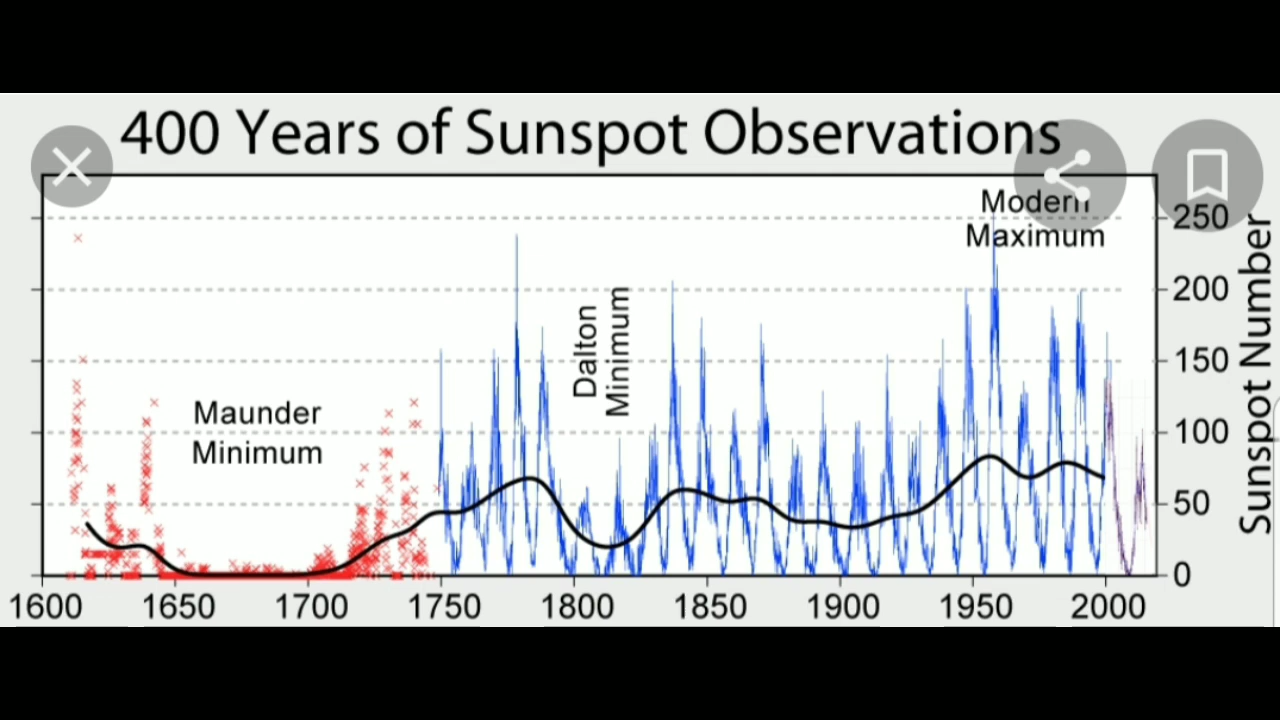 400 Years of Sunspot Observations
Modern
Maximum
250
200
150
100
50
0
Sunspot Number
Dalton
Minimum
Maunder
Minimum
1600 1650 1700 1750 1800 1850 1900 1950 2000